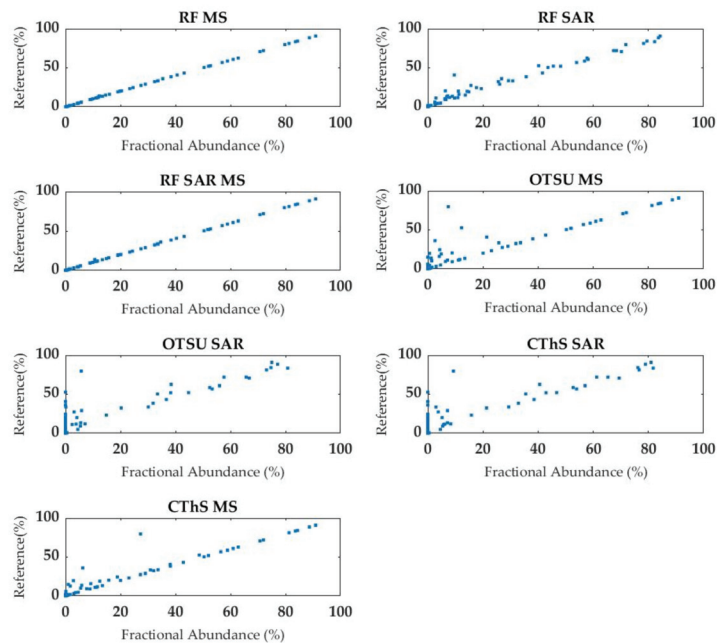 RF MS
100
50
0
Reference(%)
0 20 40 60 80 100
Fractional Abundance (%)
RF SAR
100
50
0
Reference(%)
0 20 40 60 80 100
Fractional Abundance (%)
RF SAR MS
100
50
0
Reference(%)
0 20 40 60 80 100
Fractional Abundance (%)
OTSU MS
100
50
0
Reference(%)
0 20 40 60 80 100
Fractional Abundance (%)
OTSU SAR
100
50
0
Reference(%)
0 20 40 60 80 100
Fractional Abundance (%)
CThS SAR
100
50
0
Reference(%)
0 20 40 60 80 100
Fractional Abundance (%)
CThS MS
100
50
0
Reference(%)
0 20 40 60 80 100
Fractional Abundance (%)